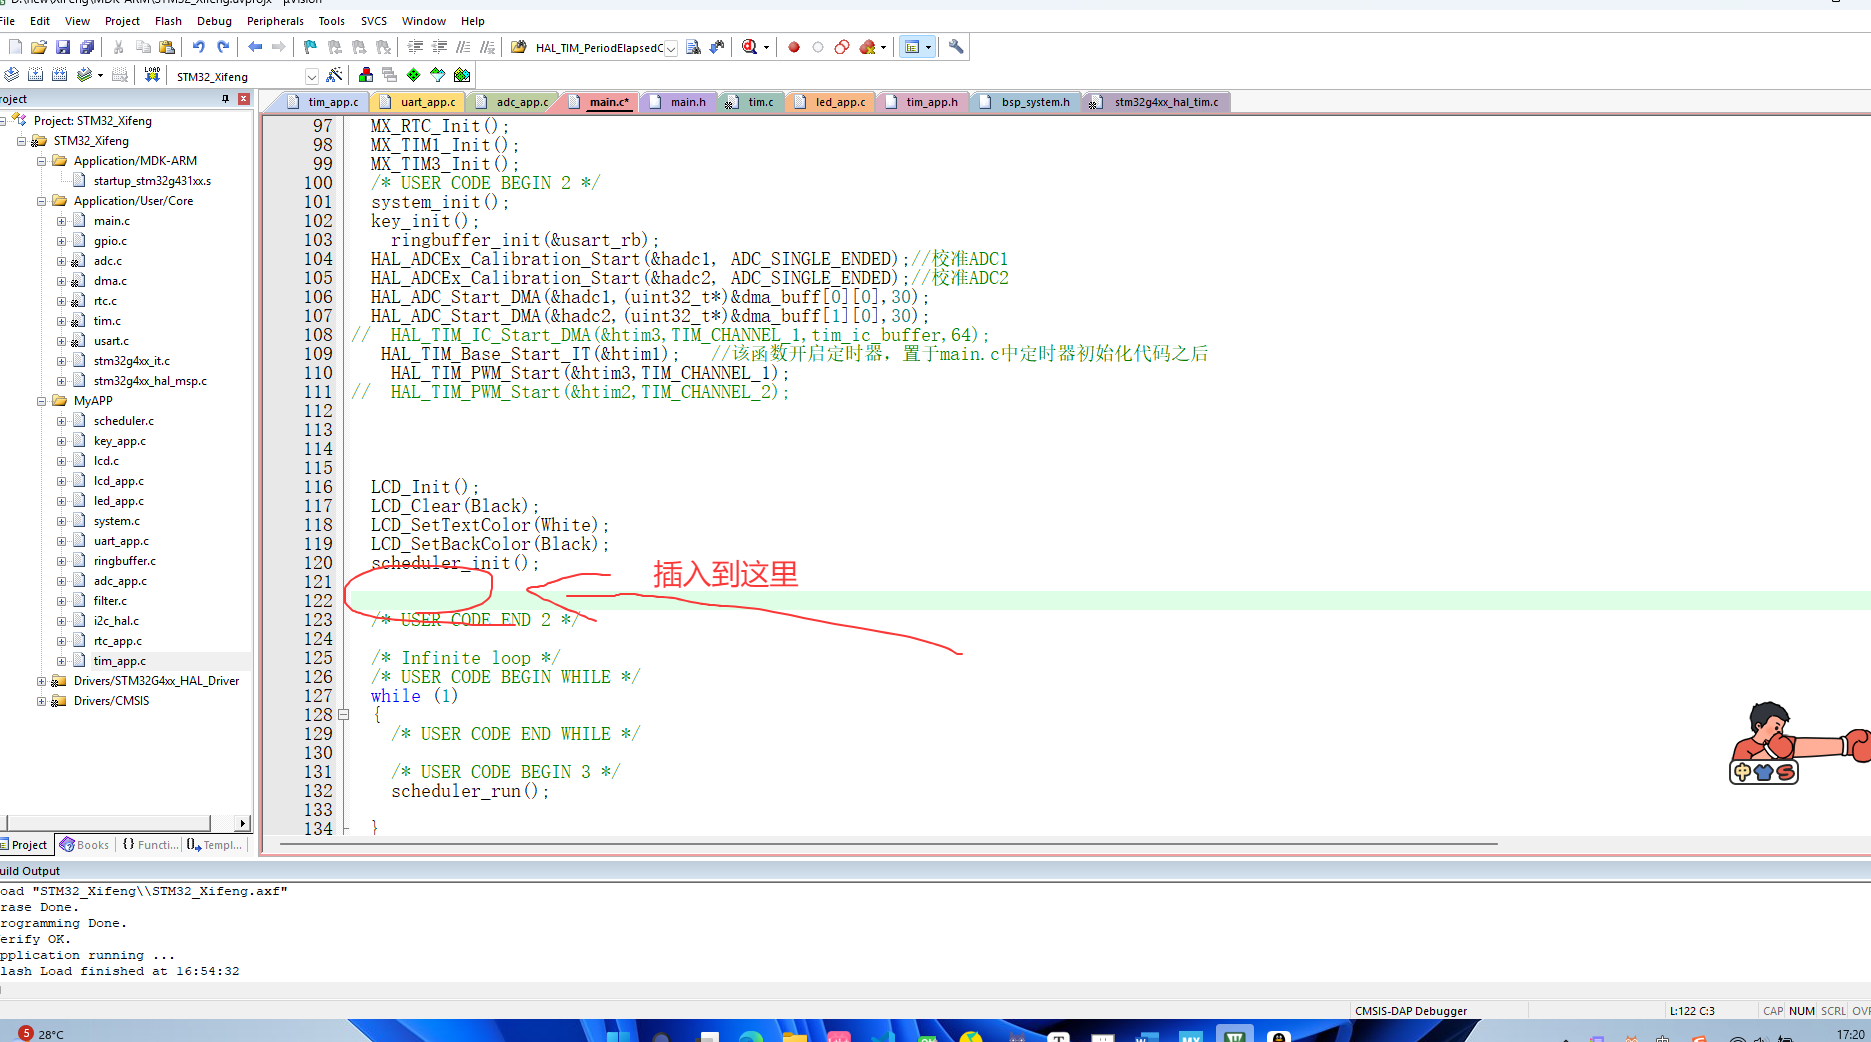 File Edit View Project Flash Debug Peripherals Tools SVCS Window Help
HAL_TIM_PeriodElapsedC
LOAD STM32_Xifeng
roject
tim_app.c uart_app.c adc_app.c main.c* main.h tim.c led_app.c tim_app.h bsp_system.h stm32g4xx_hal_tim.c
Project: STM32_Xifeng
STM32_Xifeng
Application/MDK-ARM
startup_stm32g431xx.s
Application/User/Core
main.c
gpio.c
adc.c
dma.c
rtc.c
tim.c
usart.c
stm32g4xx_it.c
stm32g4xx_hal_msp.c
MyAPP
scheduler.c
key_app.c
lcd.c
lcd_app.c
led_app.c
system.c
uart_app.c
ringbuffer.c
adc_app.c
filter.c
i2c_hal.c
rtc_app.c
tim_app.c
Drivers/STM32G4xx_HAL_Driver
Drivers/CMSIS
Project Books {} Functi... Templ...
97 MX_RTC_Init();
98 MX_TIM1_Init();
99 MX_TIM3_Init();
100 /* USER CODE BEGIN 2 */
101 system_init();
102 key_init();
103 ringbuffer_init(&usart_rb);
104 HAL_ADCEx_Calibration_Start(&hadc1, ADC_SINGLE_ENDED);//校准ADC1
105 HAL_ADCEx_Calibration_Start(&hadc2, ADC_SINGLE_ENDED);//校准ADC2
106 HAL_ADC_Start_DMA(&hadc1,(uint32_t*)&dma_buff[0][0],30);
107 HAL_ADC_Start_DMA(&hadc2,(uint32_t*)&dma_buff[1][0],30);
108 // HAL_TIM_IC_Start_DMA(&htim3,TIM_CHANNEL_1,tim_ic_buffer,64);
109 HAL_TIM_Base_Start_IT(&htim1); //该函数开启定时器，置于main.c中定时器初始化代码之后
110 HAL_TIM_PWM_Start(&htim3,TIM_CHANNEL_1);
111 // HAL_TIM_PWM_Start(&htim2,TIM_CHANNEL_2);
112
113
114
115
116 LCD_Init();
117 LCD_Clear(Black);
118 LCD_SetTextColor(White);
119 LCD_SetBackColor(Black);
120 scheduler_init();
插入到这里
121
122
123 /* USER CODE END 2 */
124
125 /* Infinite loop */
126 /* USER CODE BEGIN WHILE */
127 while (1)
128 {
129 /* USER CODE END WHILE */
130
131 /* USER CODE BEGIN 3 */
132 scheduler_run();
133
134 }
中 S
uild Output
oad "STM32_Xifeng\\STM32_Xifeng.axf"
rase Done.
rogramming Done.
erify OK.
pplication running ...
lash Load finished at 16:54:32
CMSIS-DAP Debugger L:122 C:3 CAP NUM SCRL OVR
5 28°C
17:20